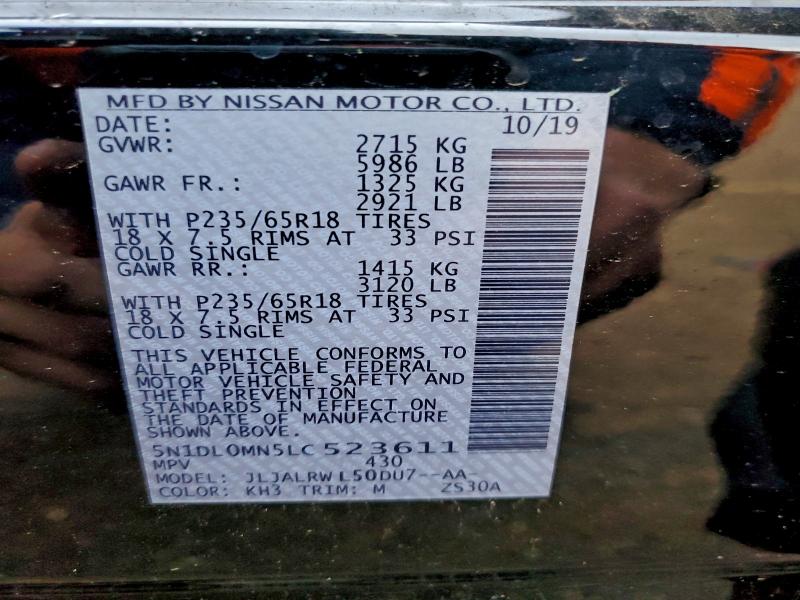 MFD BY NISSAN MOTOR CO., LTD.
DATE: 10/19
GVWR: 2715 KG
5986 LB
GAWR FR.: 1325 KG
2921 LB
WITH P235/65R18 TIRES
18 X 7.5 RIMS AT 33 PSI
COLD SINGLE
GAWR RR.: 1415 KG
3120 LB
WITH P235/65R18 TIRES
18 X 7.5 RIMS AT 33 PSI
COLD SINGLE
THIS VEHICLE CONFORMS TO
ALL APPLICABLE FEDERAL
MOTOR VEHICLE SAFETY AND
THEFT PREVENTION
STANDARDS IN EFFECT ON
THE DATE OF MANUFACTURE
SHOWN ABOVE.
5N1DL0MN5LC523611
MPV 430
MODEL: JLJALRWL50DU7--AA-
COLOR: KH3 TRIM: M ZS30A